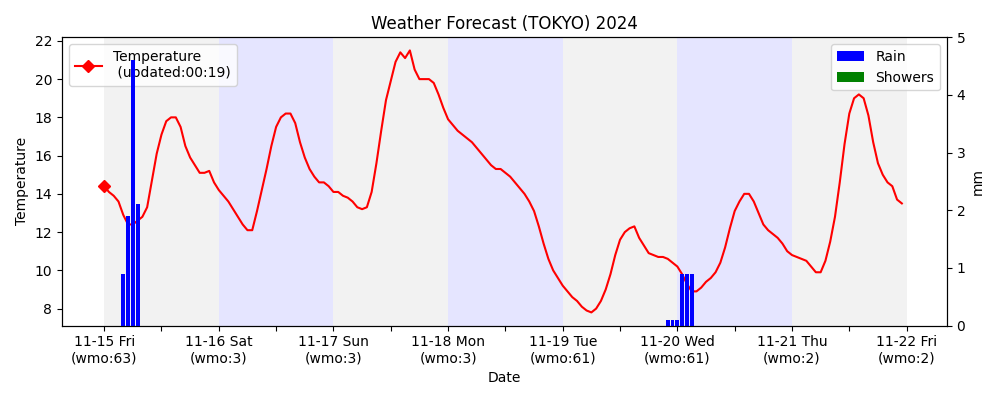 Weather Forecast (TOKYO) 2024
Temperature
(updated:00:19)
Rain
Showers
22
20
18
16
14
12
10
8
Temperature
5
4
3
2
1
0
mm
11-15 Fri
(wmo:63)
11-16 Sat
(wmo:3)
11-17 Sun
(wmo:3)
11-18 Mon
(wmo:3)
11-19 Tue
(wmo:61)
11-20 Wed
(wmo:61)
11-21 Thu
(wmo:2)
11-22 Fri
(wmo:2)
Date